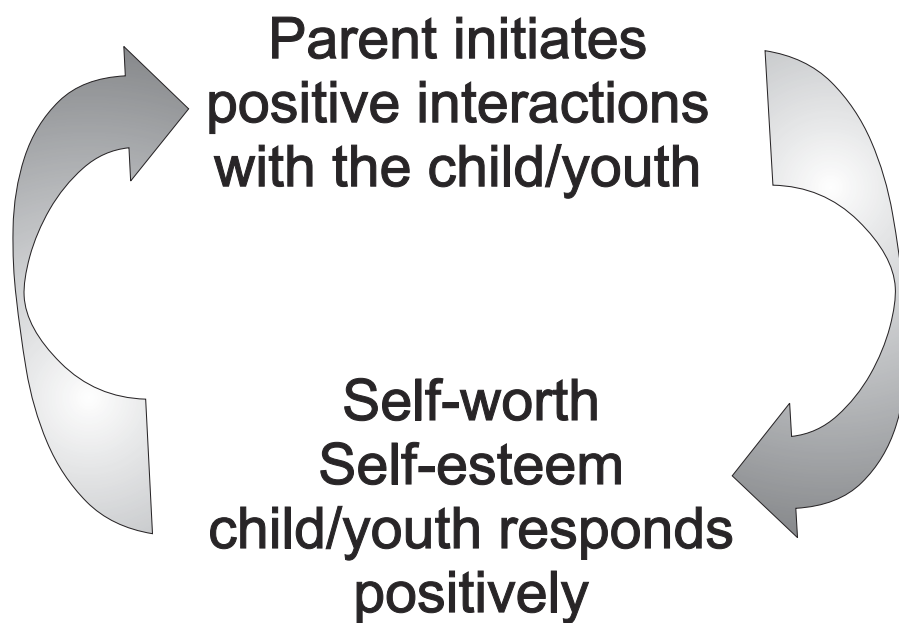 Parent initiates
positive interactions
with the child/youth
Self-worth
Self-esteem
child/youth responds
positively